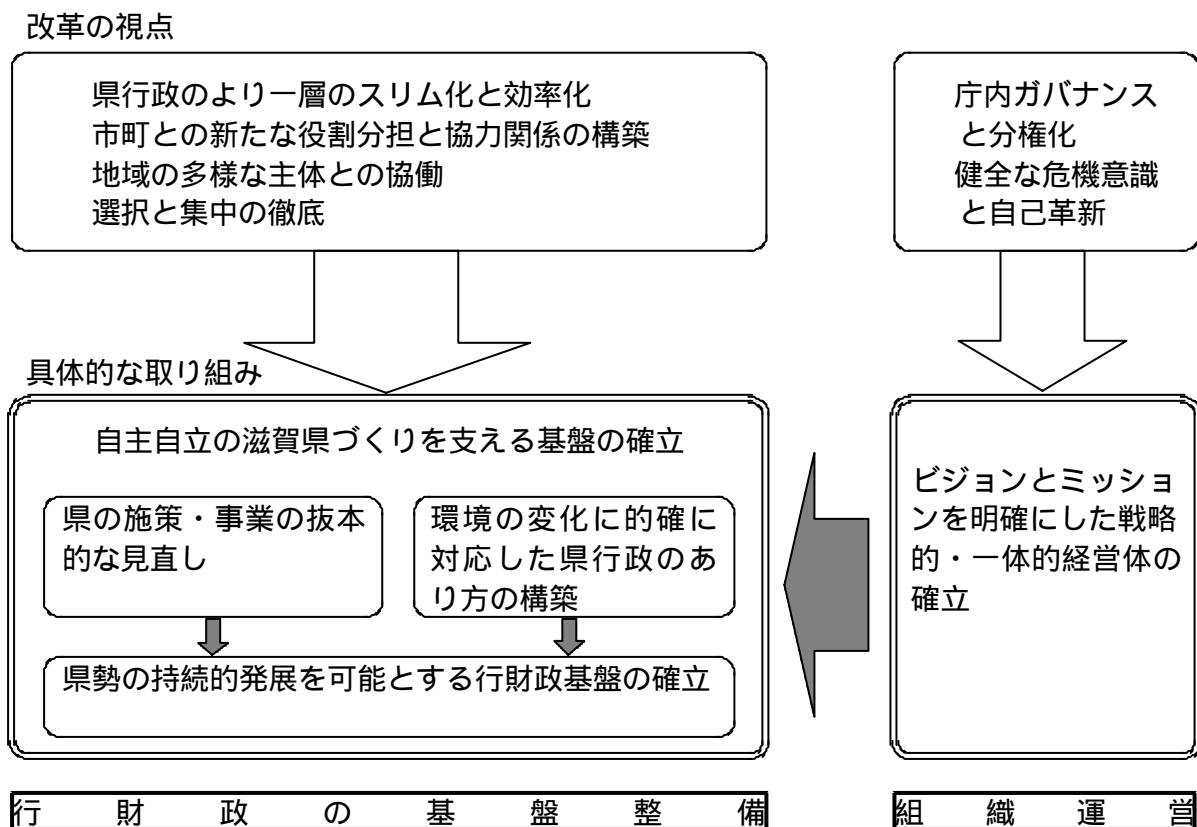 改革の視点
県行政のより一層のスリム化と効率化
市町との新たな役割分担と協力関係の構築
地域の多様な主体との協働
選択と集中の徹底
庁内ガバナンス
と分権化
健全な危機意識
と自己革新
具体的な取り組み
自主自立の滋賀県づくりを支える基盤の確立
県の施策・事業の抜本
的な見直し
環境の変化に的確に
対応した県行政のあ
り方の構築
県勢の持続的発展を可能とする行財政基盤の確立
ビジョンとミッショ
ンを明確にした戦略
的・一体的経営体の
確立
行財政の基盤整備
組織運営